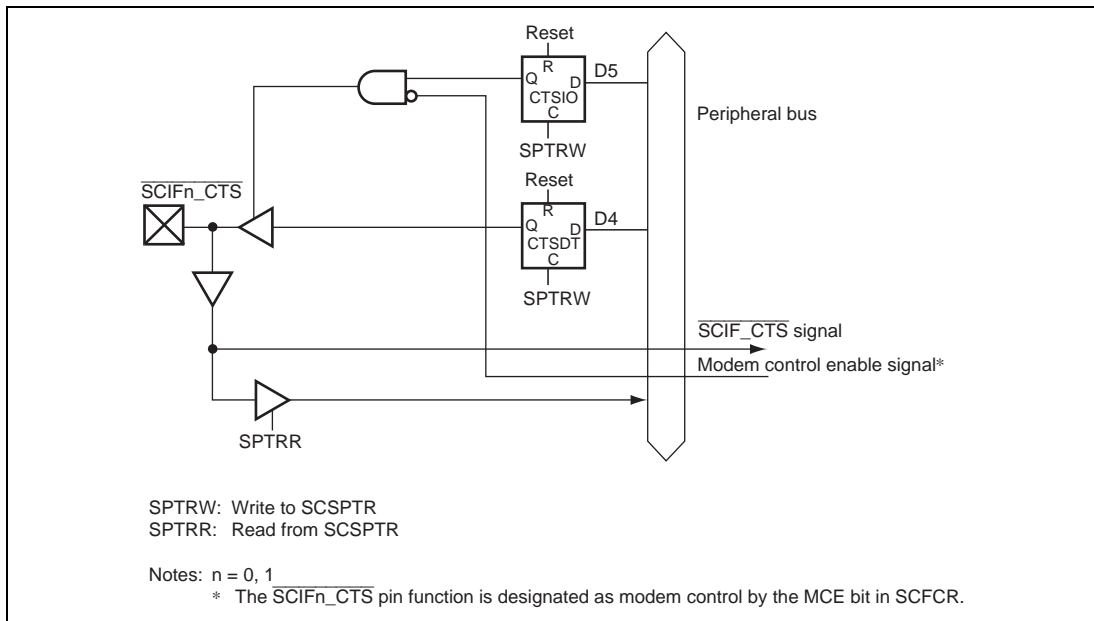 Reset
R
Q D D5
CTSIO
C
Peripheral bus
SPTRW
SCIFn_CTS
Reset
R
Q D D4
CTSDT
C
SPTRW
SCIF_CTS signal
Modem control enable signal*
SPTRR
SPTRW: Write to SCSPTR
SPTRR: Read from SCSPTR
Notes: n = 0, 1
* The SCIFn_CTS pin function is designated as modem control by the MCE bit in SCFCR.